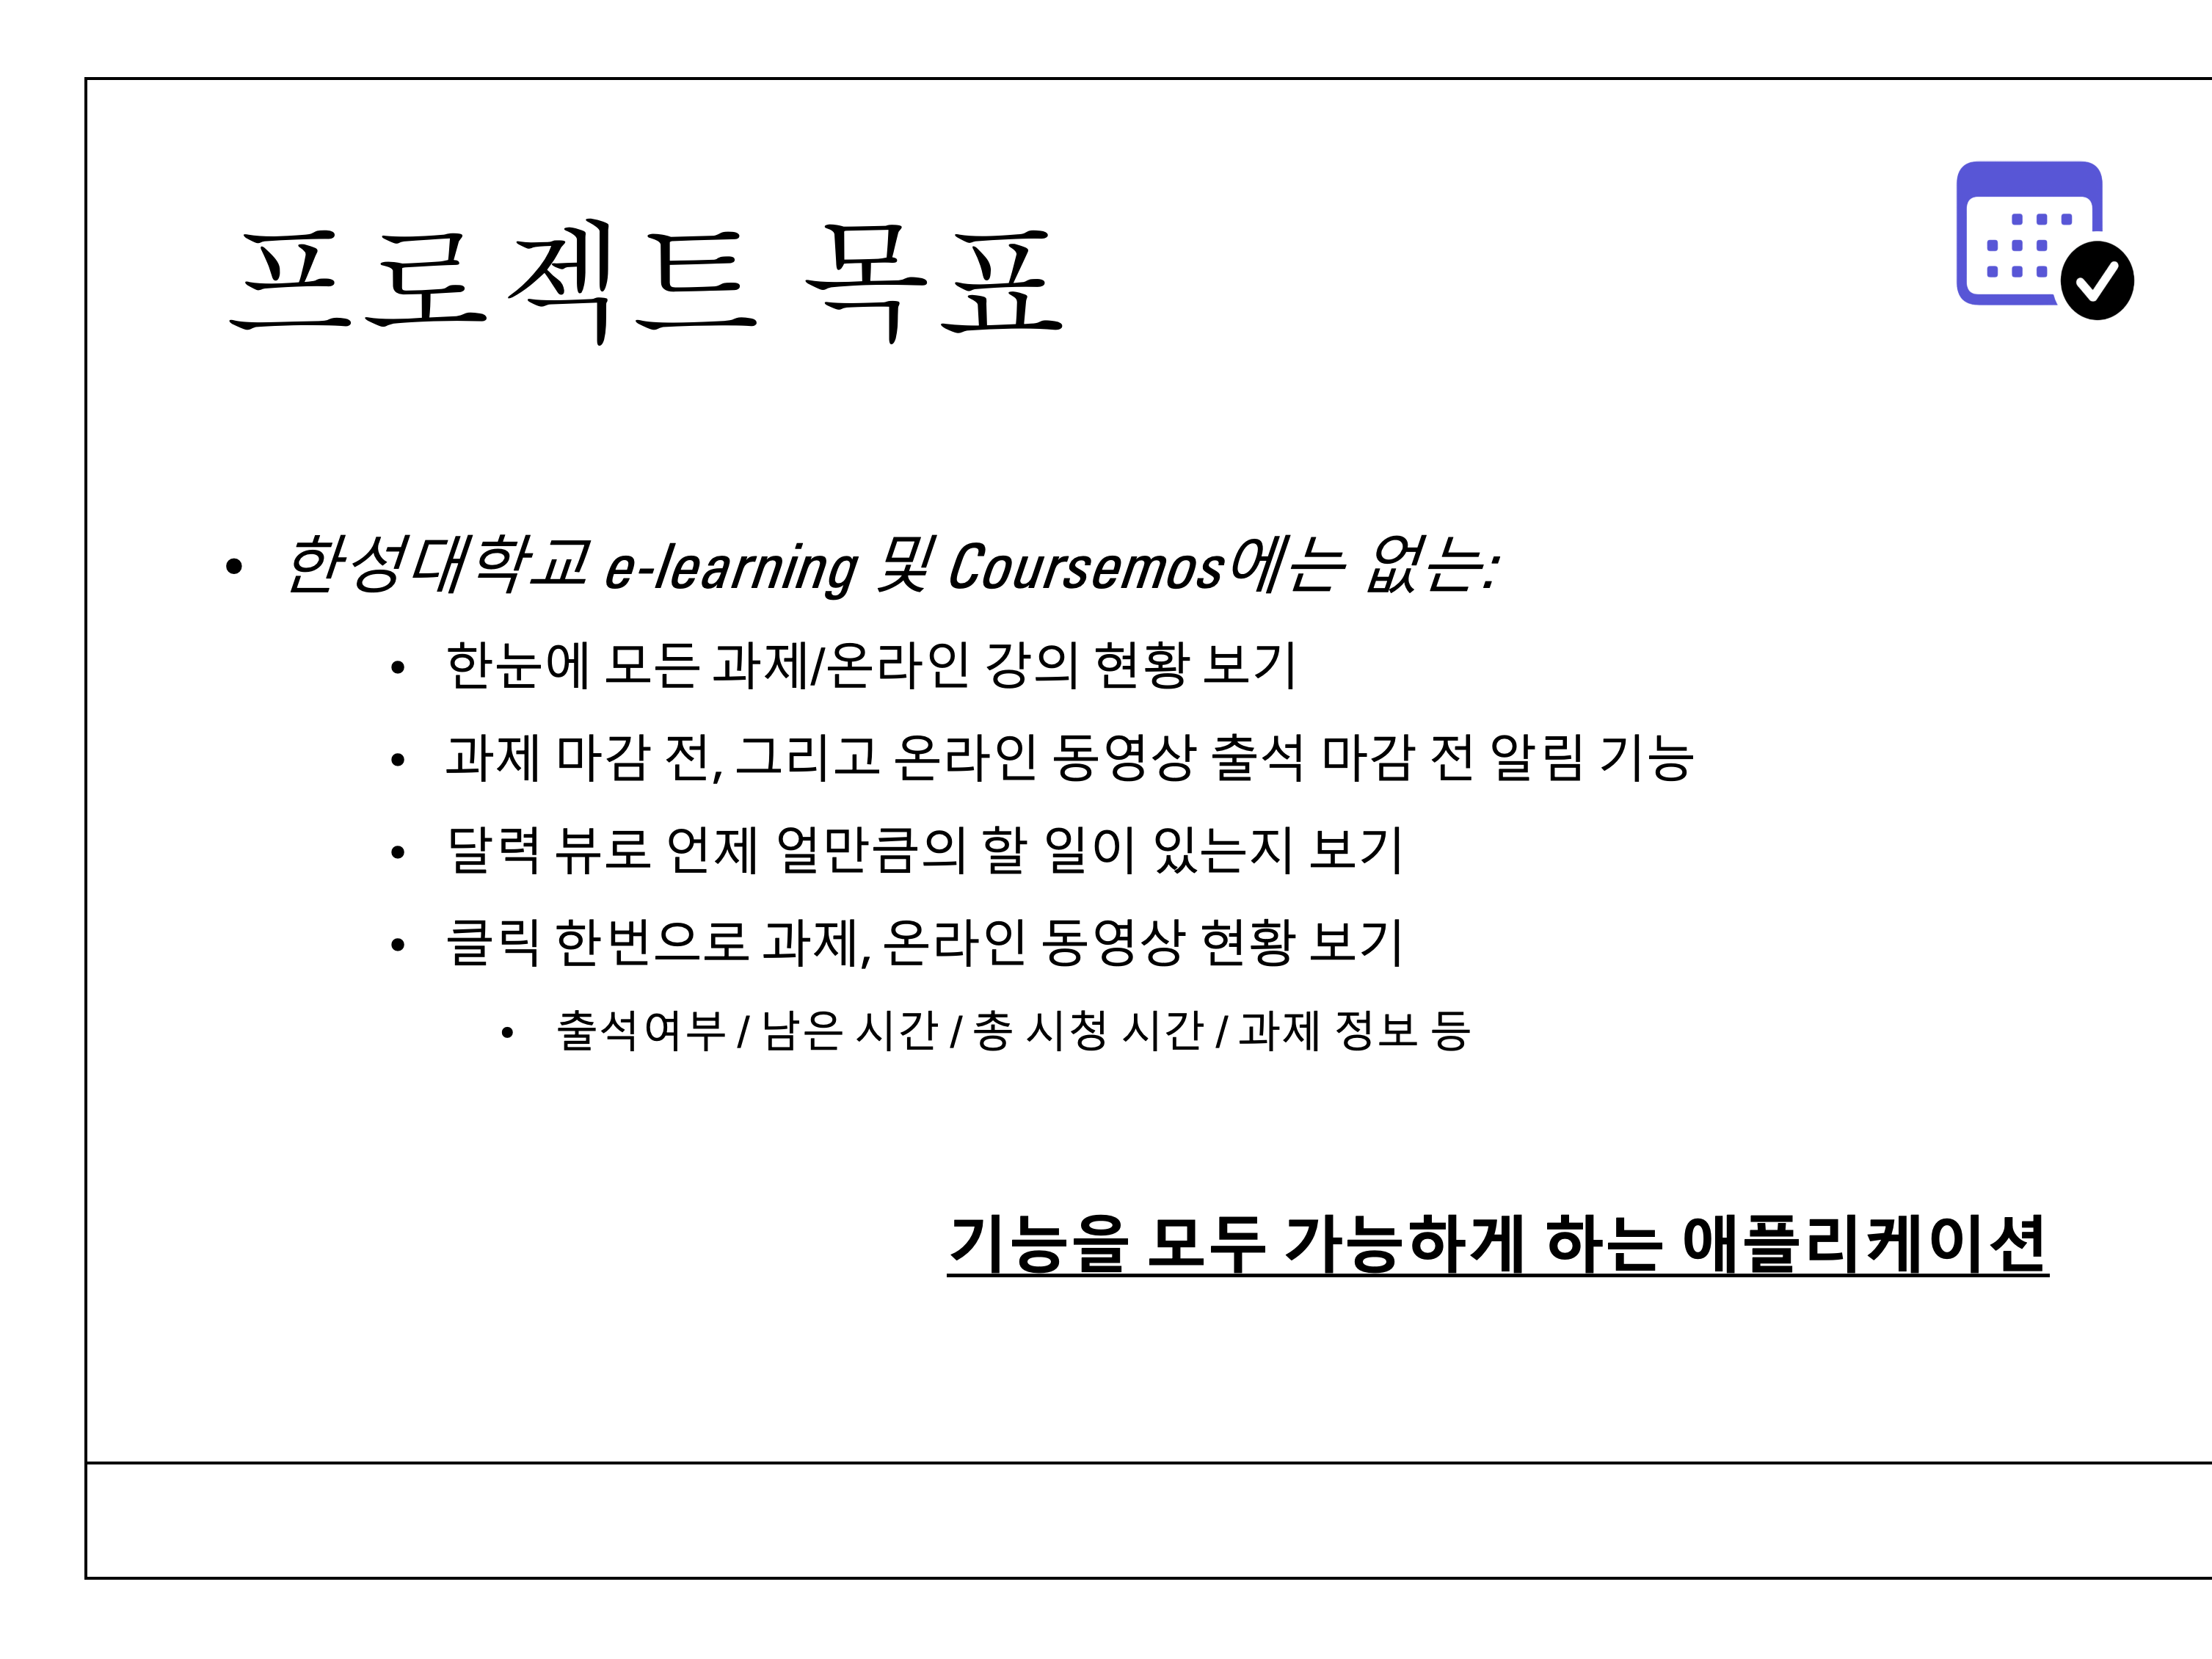 프로젝트 목표
• 한성대학교 e-learning 및 Coursemos에는 없는:
• 한눈에 모든 과제/온라인 강의 현황 보기
• 과제 마감 전, 그리고 온라인 동영상 출석 마감 전 알림 기능
• 달력 뷰로 언제 얼만큼의 할 일이 있는지 보기
• 클릭 한번으로 과제, 온라인 동영상 현황 보기
• 출석여부 / 남은 시간 / 총 시청 시간 / 과제 정보 등
기능을 모두 가능하게 하는 애플리케이션